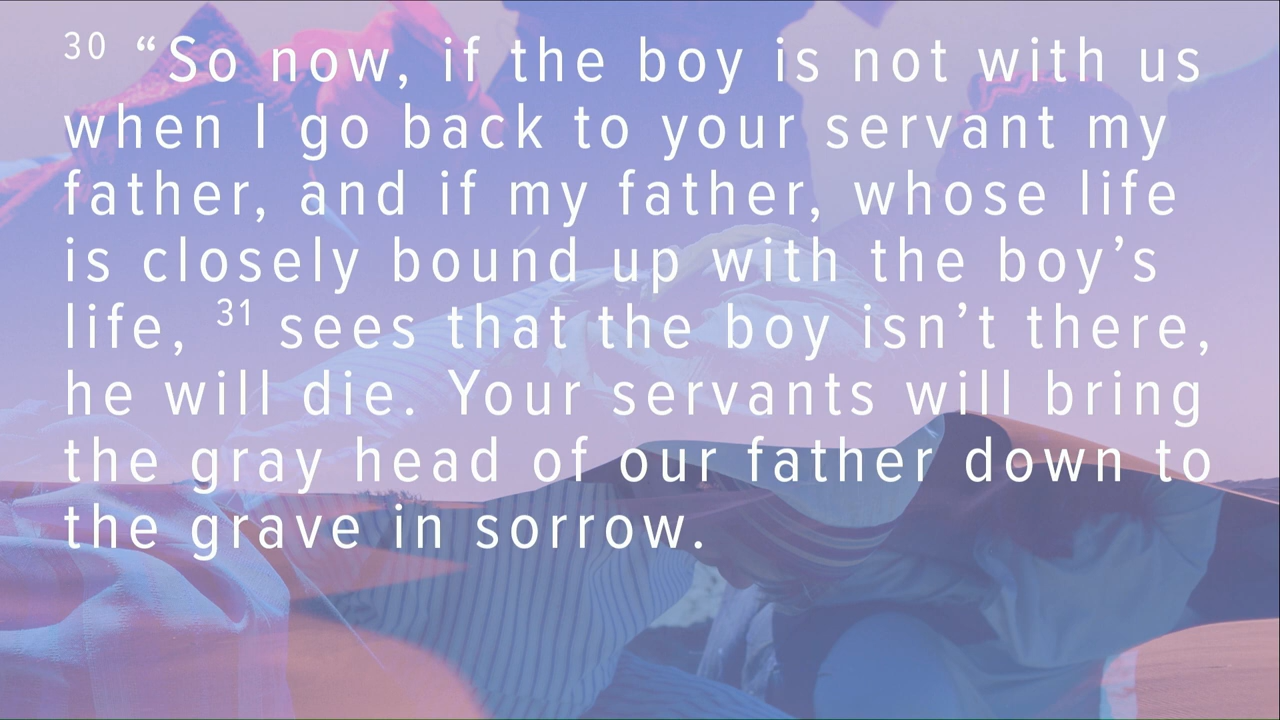 30 “So now, if the boy is not with us
when I go back to your servant my
father, and if my father, whose life
is closely bound up with the boy’s
life, 31 sees that the boy isn’t there,
he will die. Your servants will bring
the gray head of our father down to
the grave in sorrow.